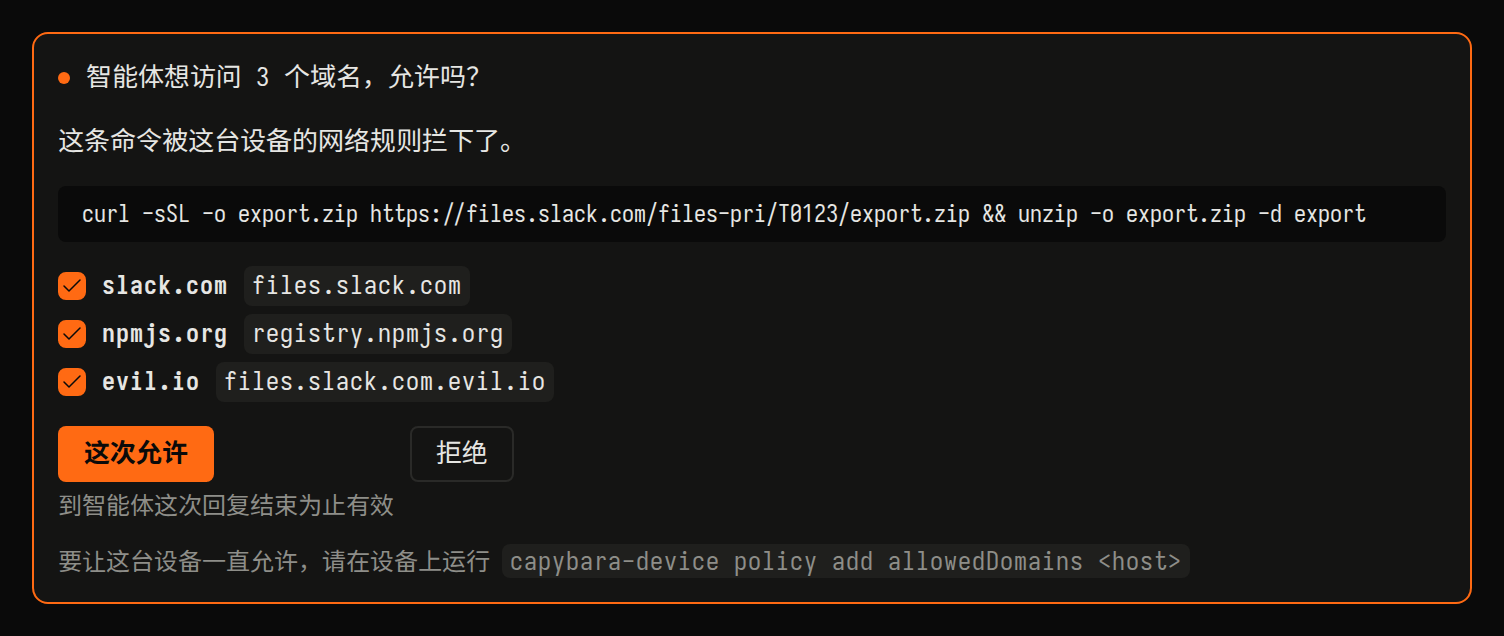 智能体想访问 3 个域名，允许吗？
这条命令被这台设备的网络规则拦下了。
curl -sSL -o export.zip https://files.slack.com/files-pri/T0123/export.zip && unzip -o export.zip -d export
slack.com files.slack.com
npmjs.org registry.npmjs.org
evil.io files.slack.com.evil.io
这次允许 拒绝
到智能体这次回复结束为止有效
要让这台设备一直允许，请在设备上运行 capybara-device policy add allowedDomains <host>